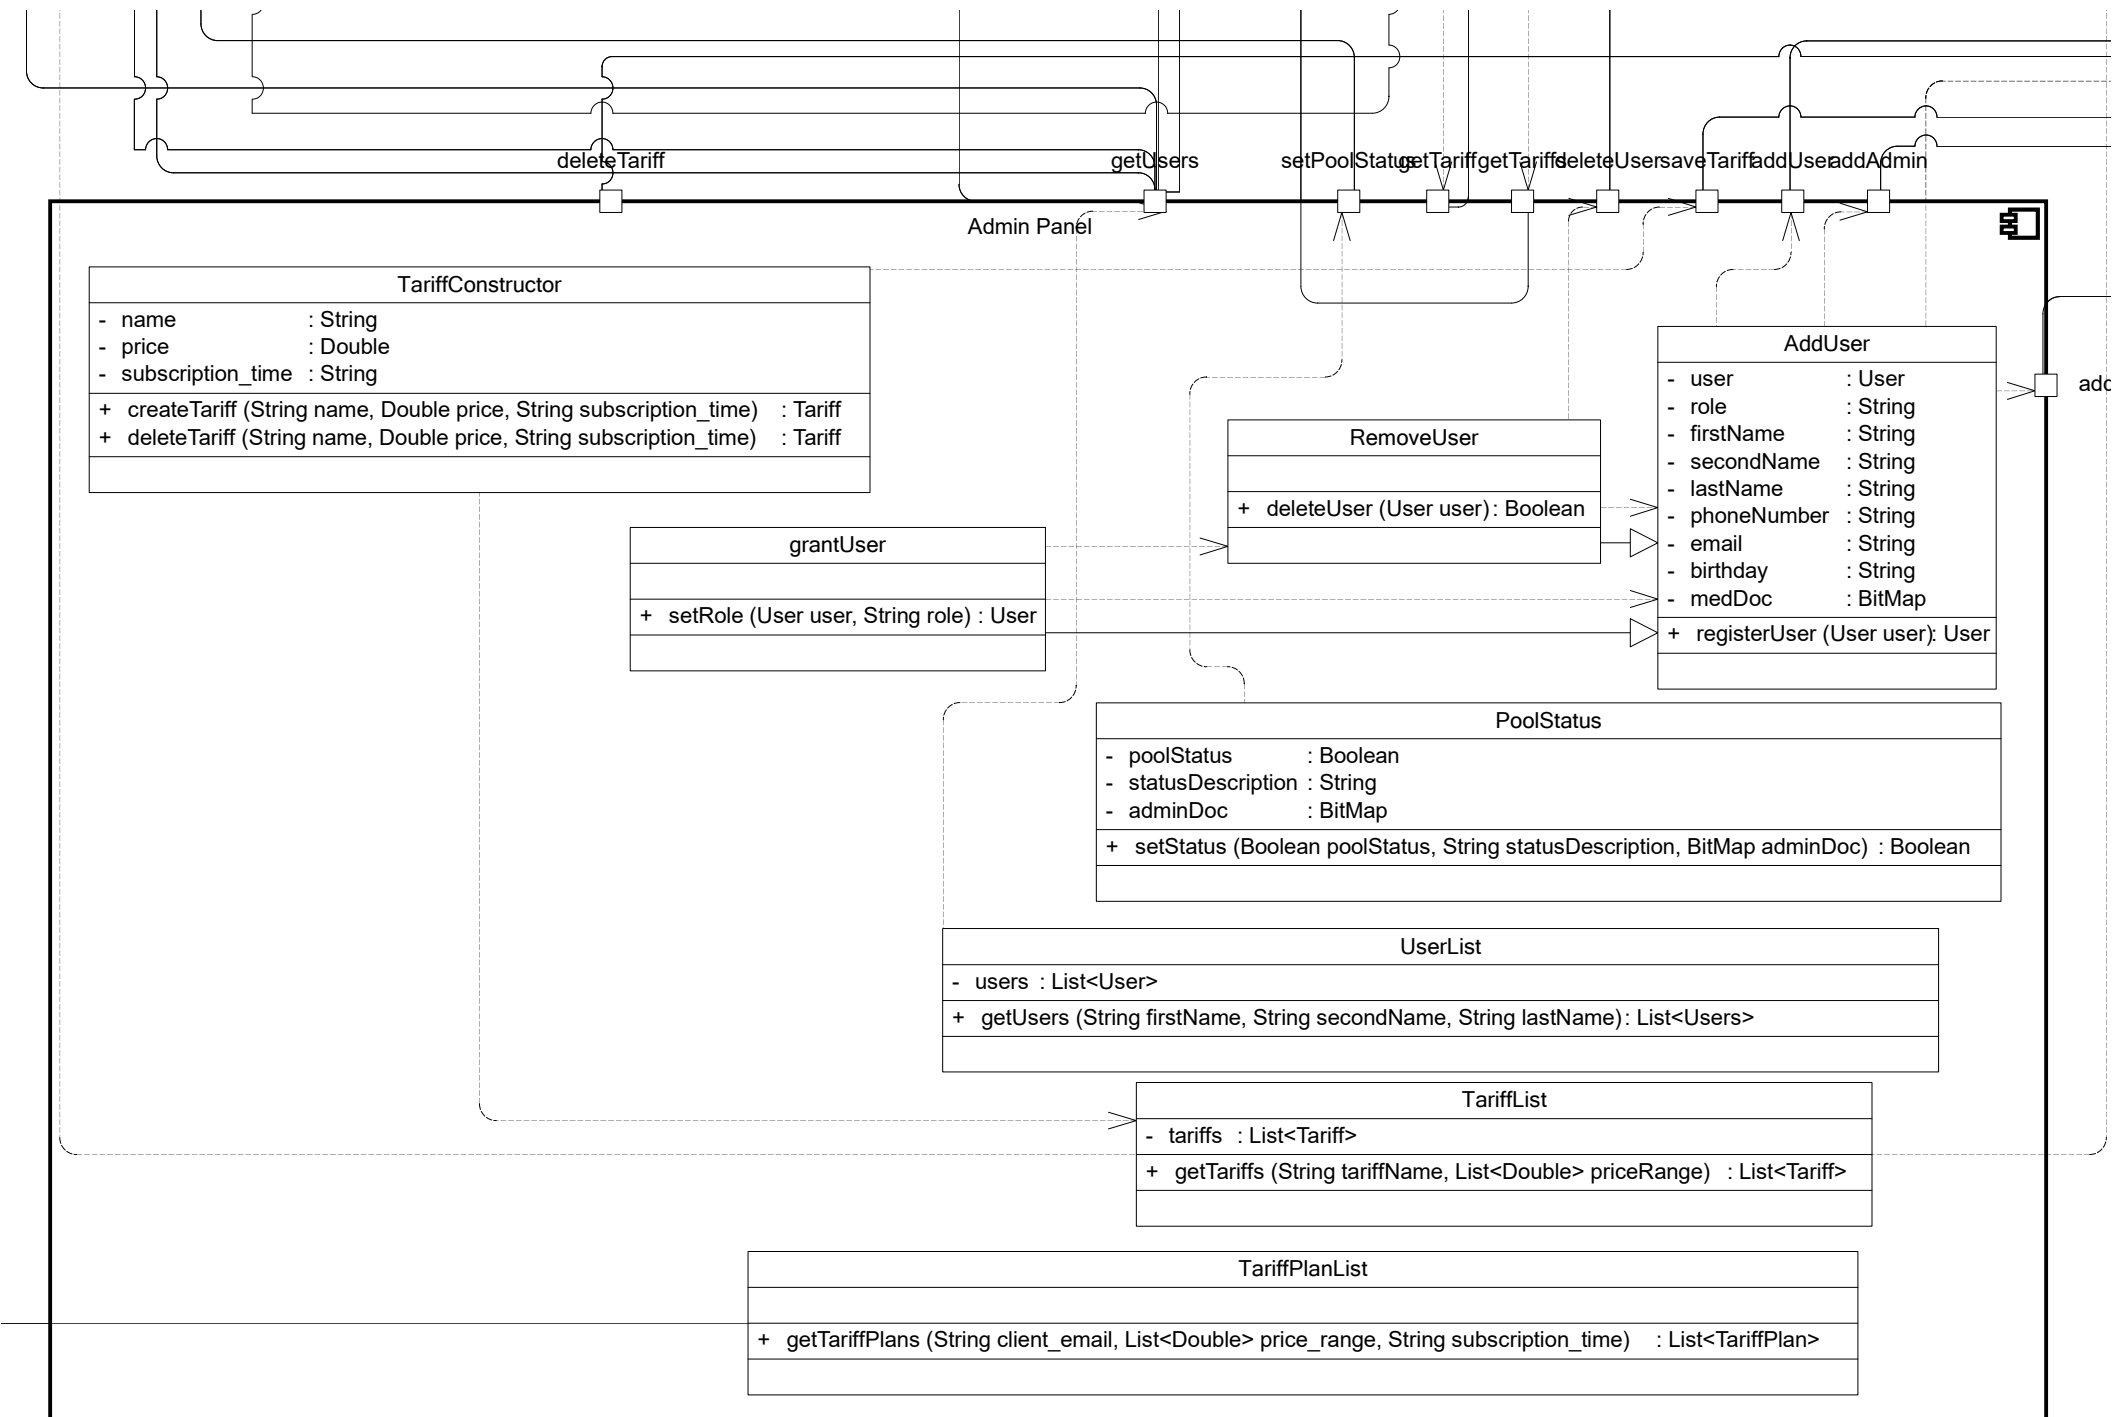 deleteTariff
getUsers
setPoolStatus
getTariff
getTariffs
deleteUser
saveTariff
addUser
addAdmin
Admin Panel
TariffConstructor
- name : String
- price : Double
- subscription_time : String
+ createTariff (String name, Double price, String subscription_time) : Tariff
+ deleteTariff (String name, Double price, String subscription_time) : Tariff
AddUser
- user : User
- role : String
- firstName : String
- secondName : String
- lastName : String
- phoneNumber : String
- email : String
- birthday : String
- medDoc : BitMap
+ registerUser (User user) : User
add
RemoveUser
+ deleteUser (User user) : Boolean
grantUser
+ setRole (User user, String role) : User
PoolStatus
- poolStatus : Boolean
- statusDescription : String
- adminDoc : BitMap
+ setStatus (Boolean poolStatus, String statusDescription, BitMap adminDoc) : Boolean
UserList
- users : List<User>
+ getUsers (String firstName, String secondName, String lastName) : List<Users>
TariffList
- tariffs : List<Tariff>
+ getTariffs (String tariffName, List<Double> priceRange) : List<Tariff>
TariffPlanList
+ getTariffPlans (String client_email, List<Double> price_range, String subscription_time) : List<TariffPlan>